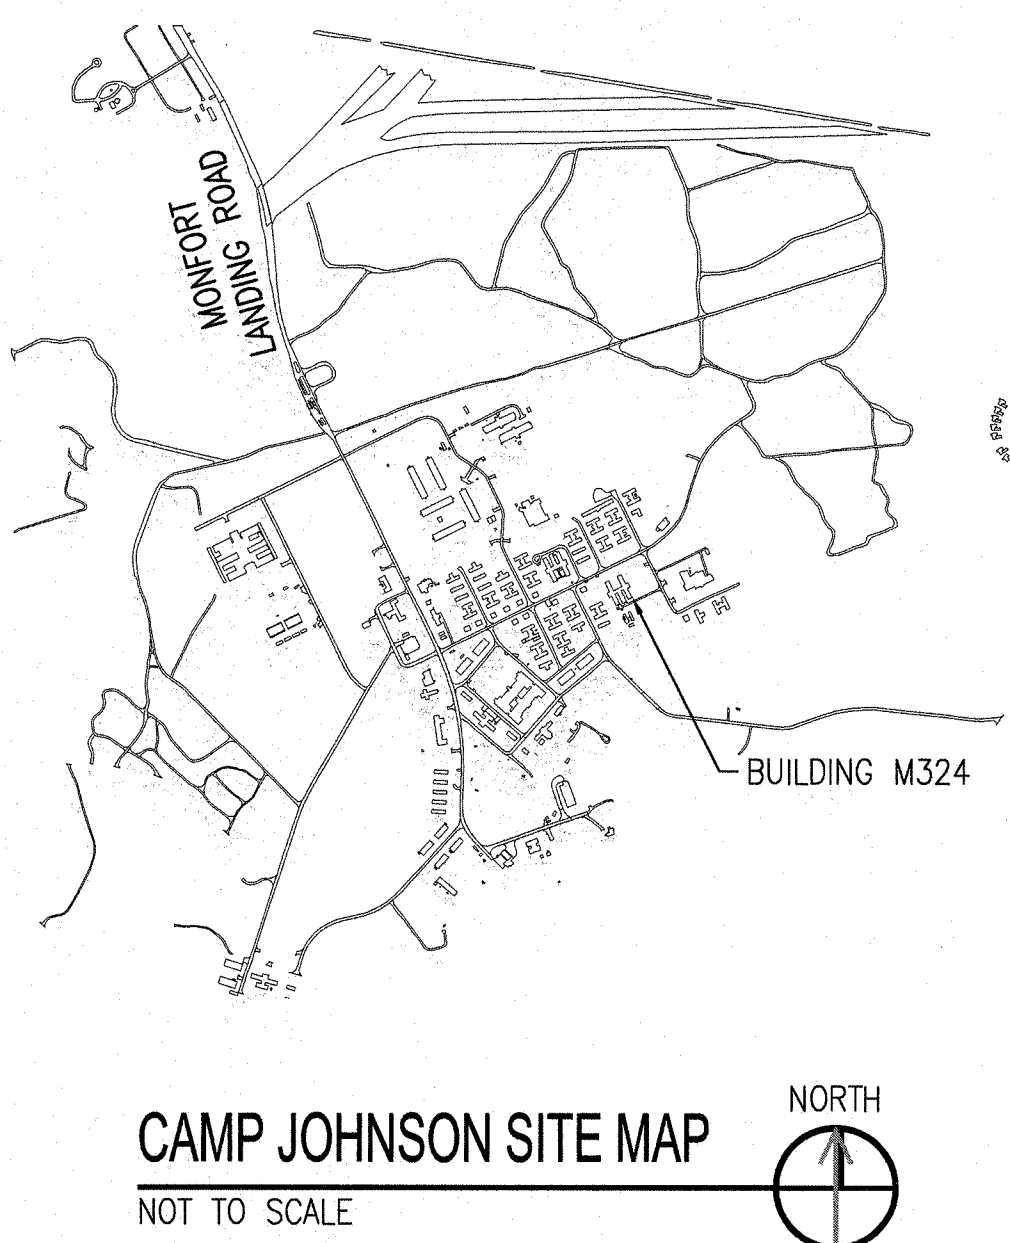 MONFORT
LANDING ROAD
BUILDING M324
NORTH
CAMP JOHNSON SITE MAP
NOT TO SCALE